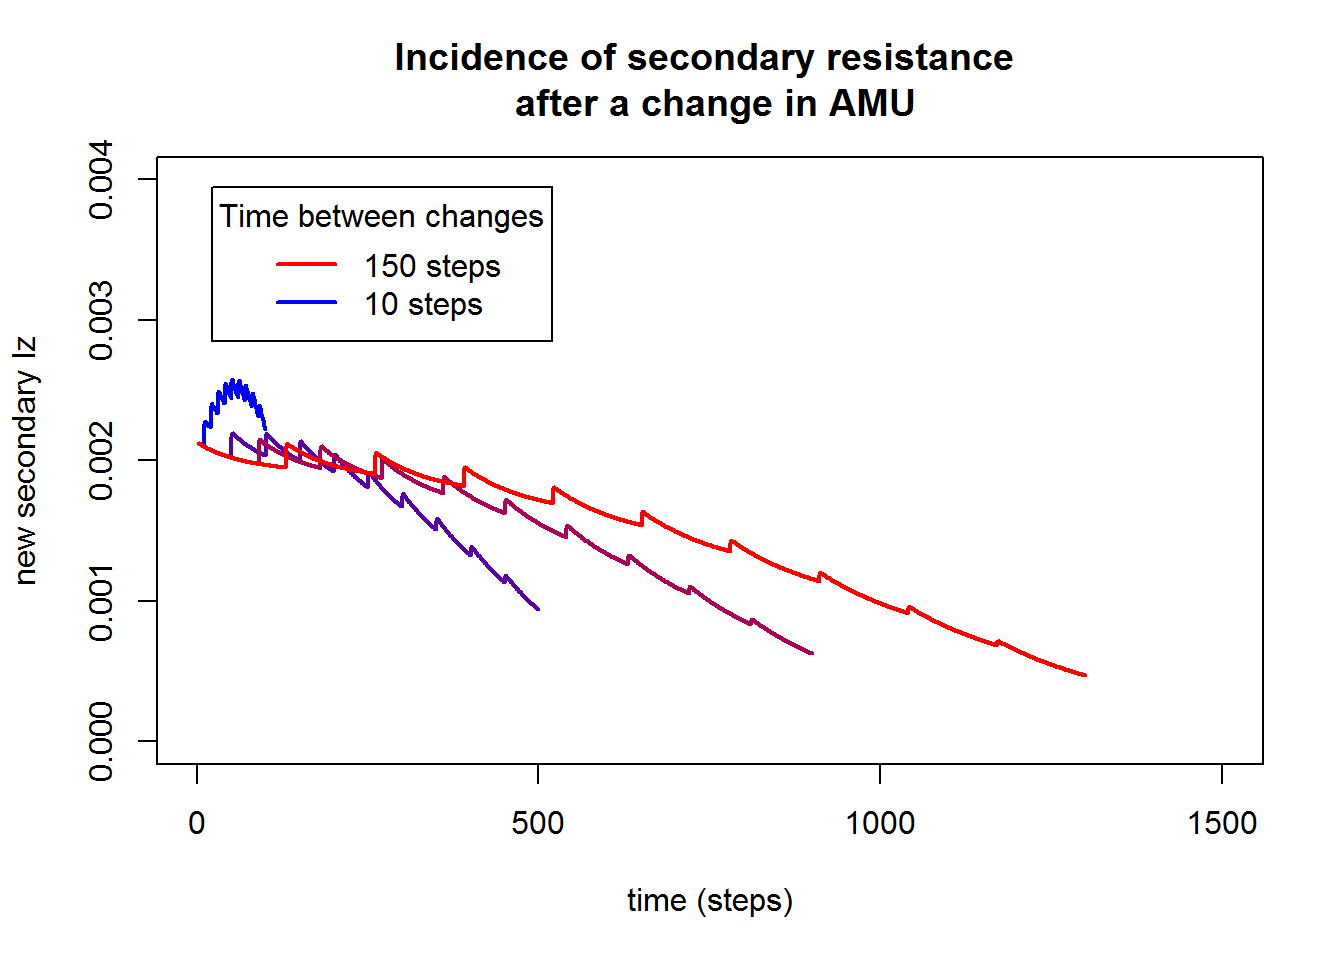 Incidence of secondary resistance
after a change in AMU
0.004
0.003
0.002
0.001
0.000
new secondary Iz
Time between changes
150 steps
10 steps
0
500
1000
1500
time (steps)